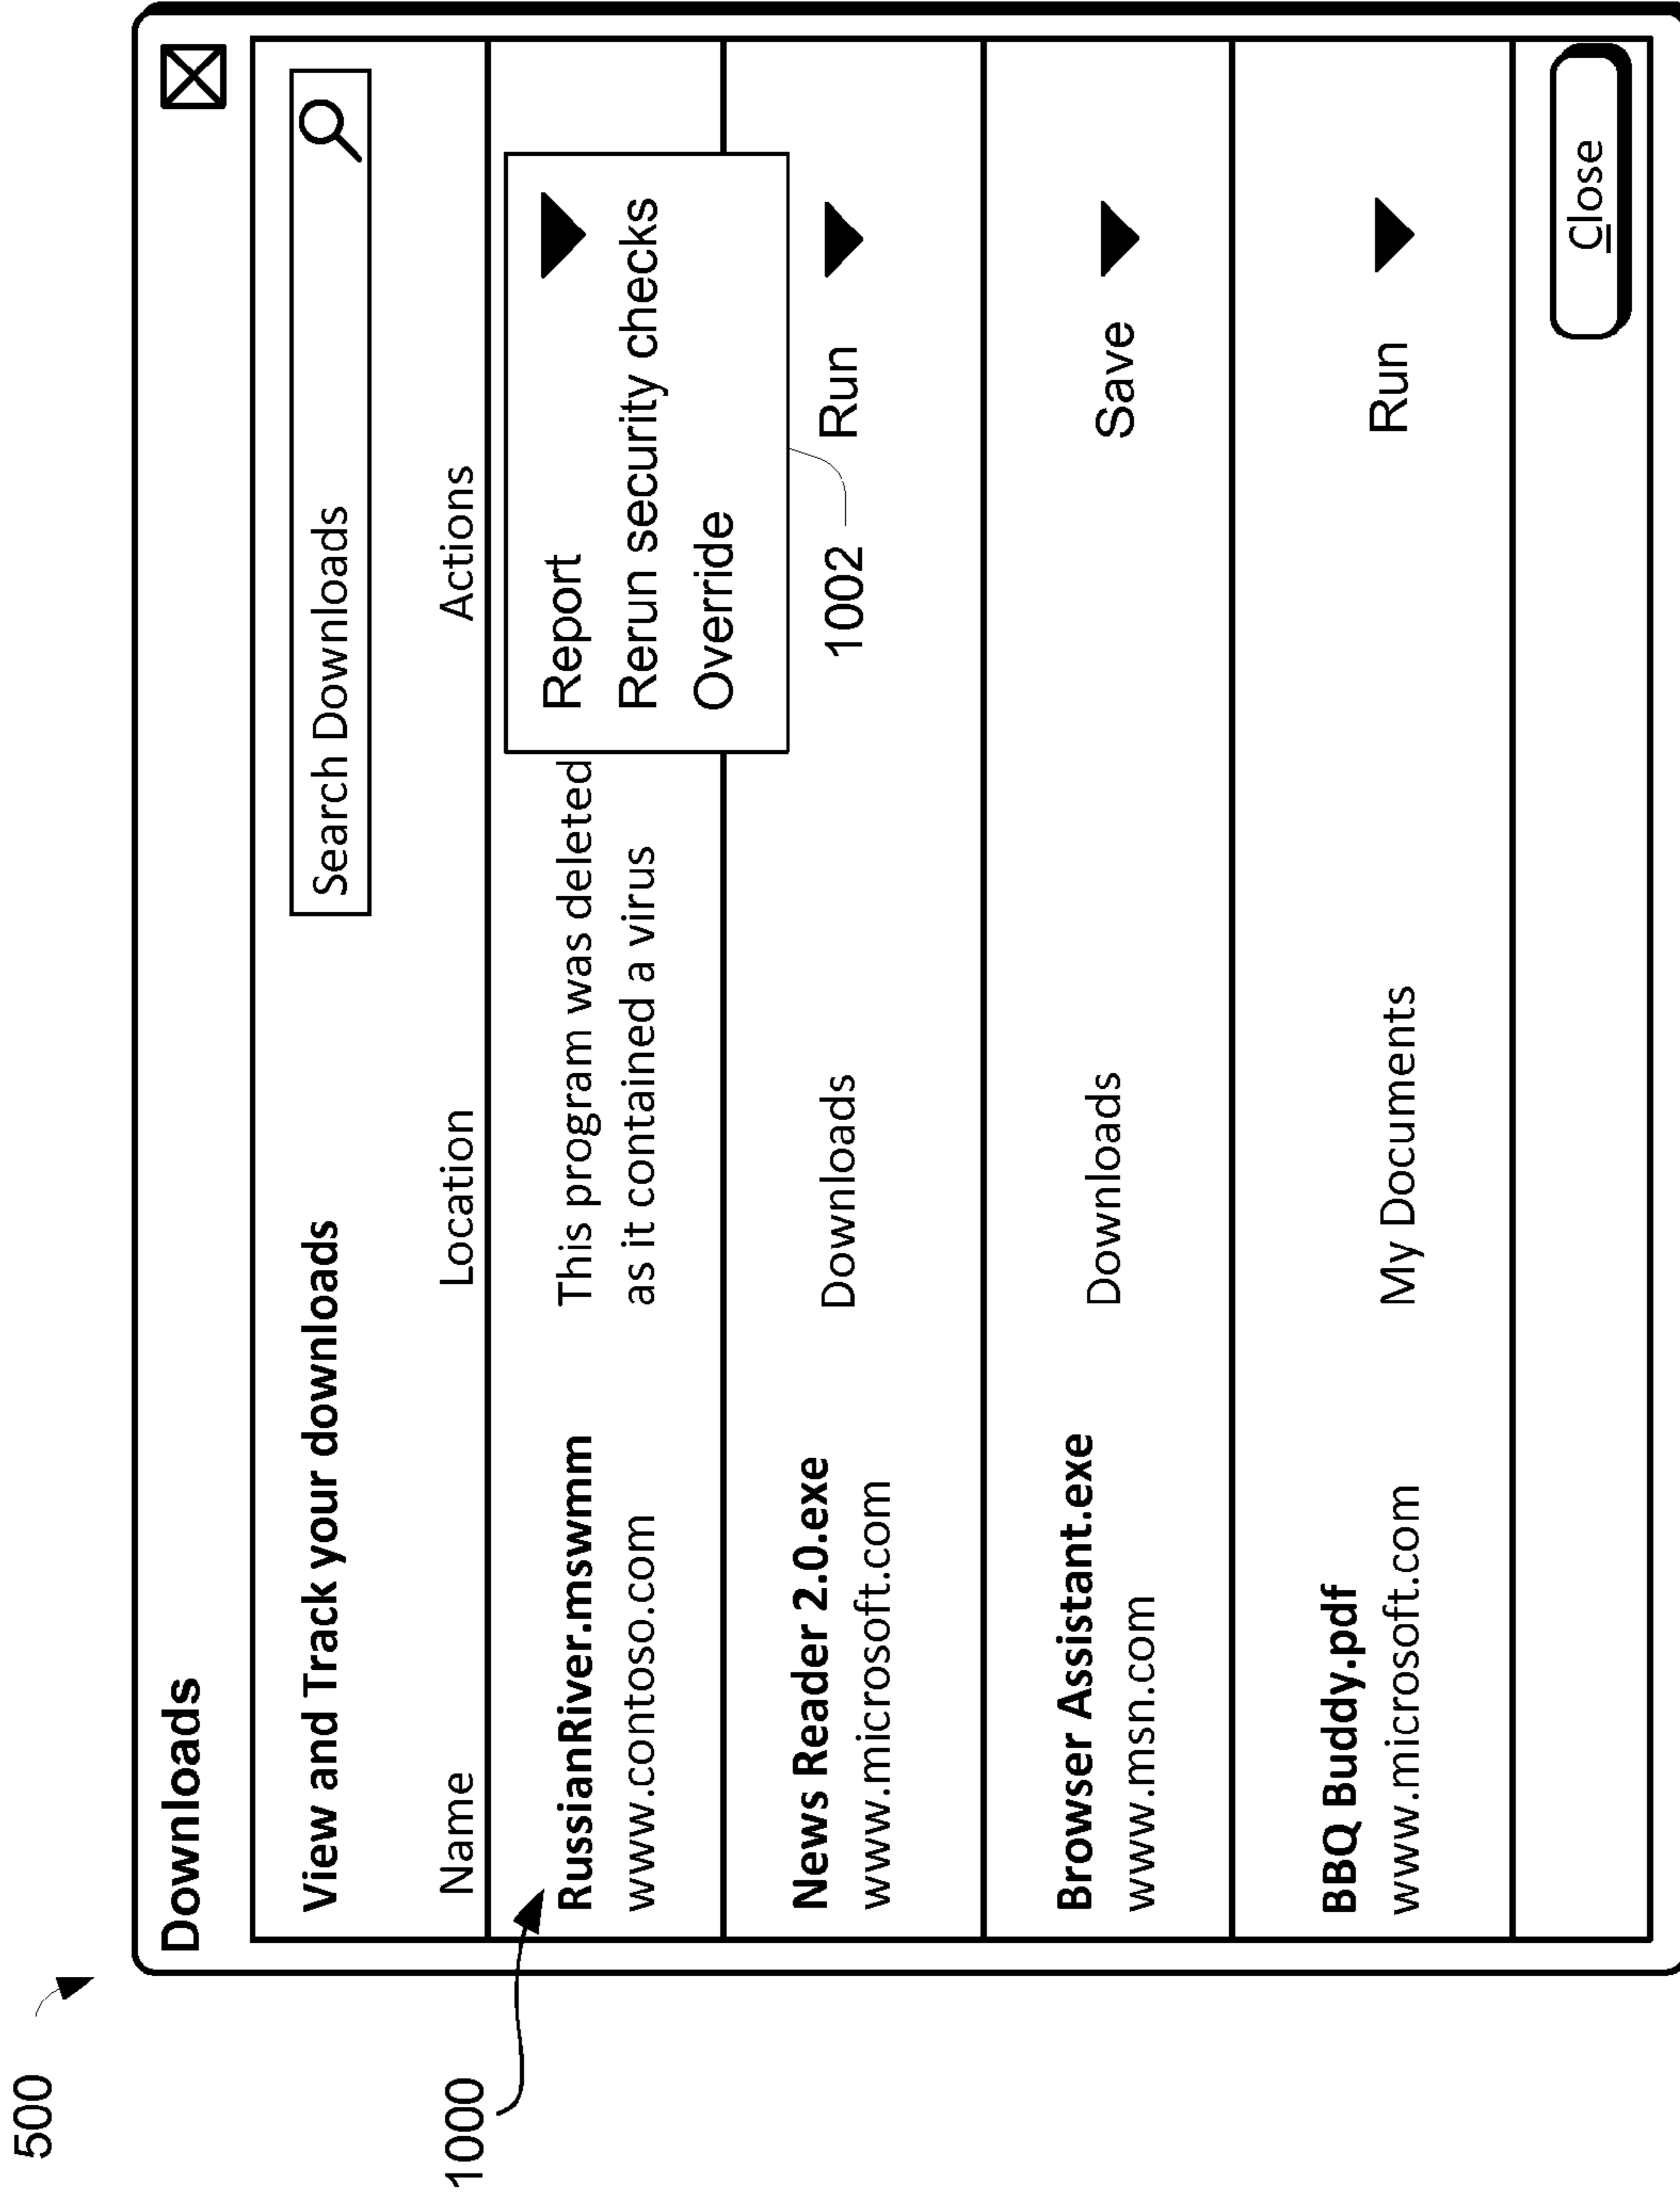 500
Downloads
View and Track your downloads
Search Downloads
Name Location Actions
1000
RussianRiver.mswmm
www.contoso.com
This program was deleted
as it contained a virus
Report
Rerun security checks
Override
1002
News Reader 2.0.exe
www.microsoft.com
Downloads
Run
Browser Assistant.exe
www.msn.com
Downloads
Save
BBQ Buddy.pdf
www.microsoft.com
My Documents
Run
Close